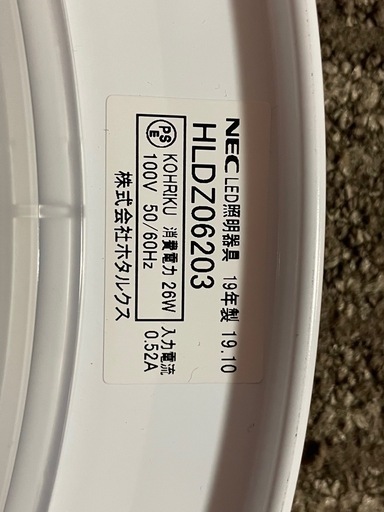 NEC LED照明器具 19年製 19.10
HLDZ06203
PS E KOHRIKU 消費電力 26W 入力電流
100V 50/60Hz 0.52A
株式会社ホタルクス